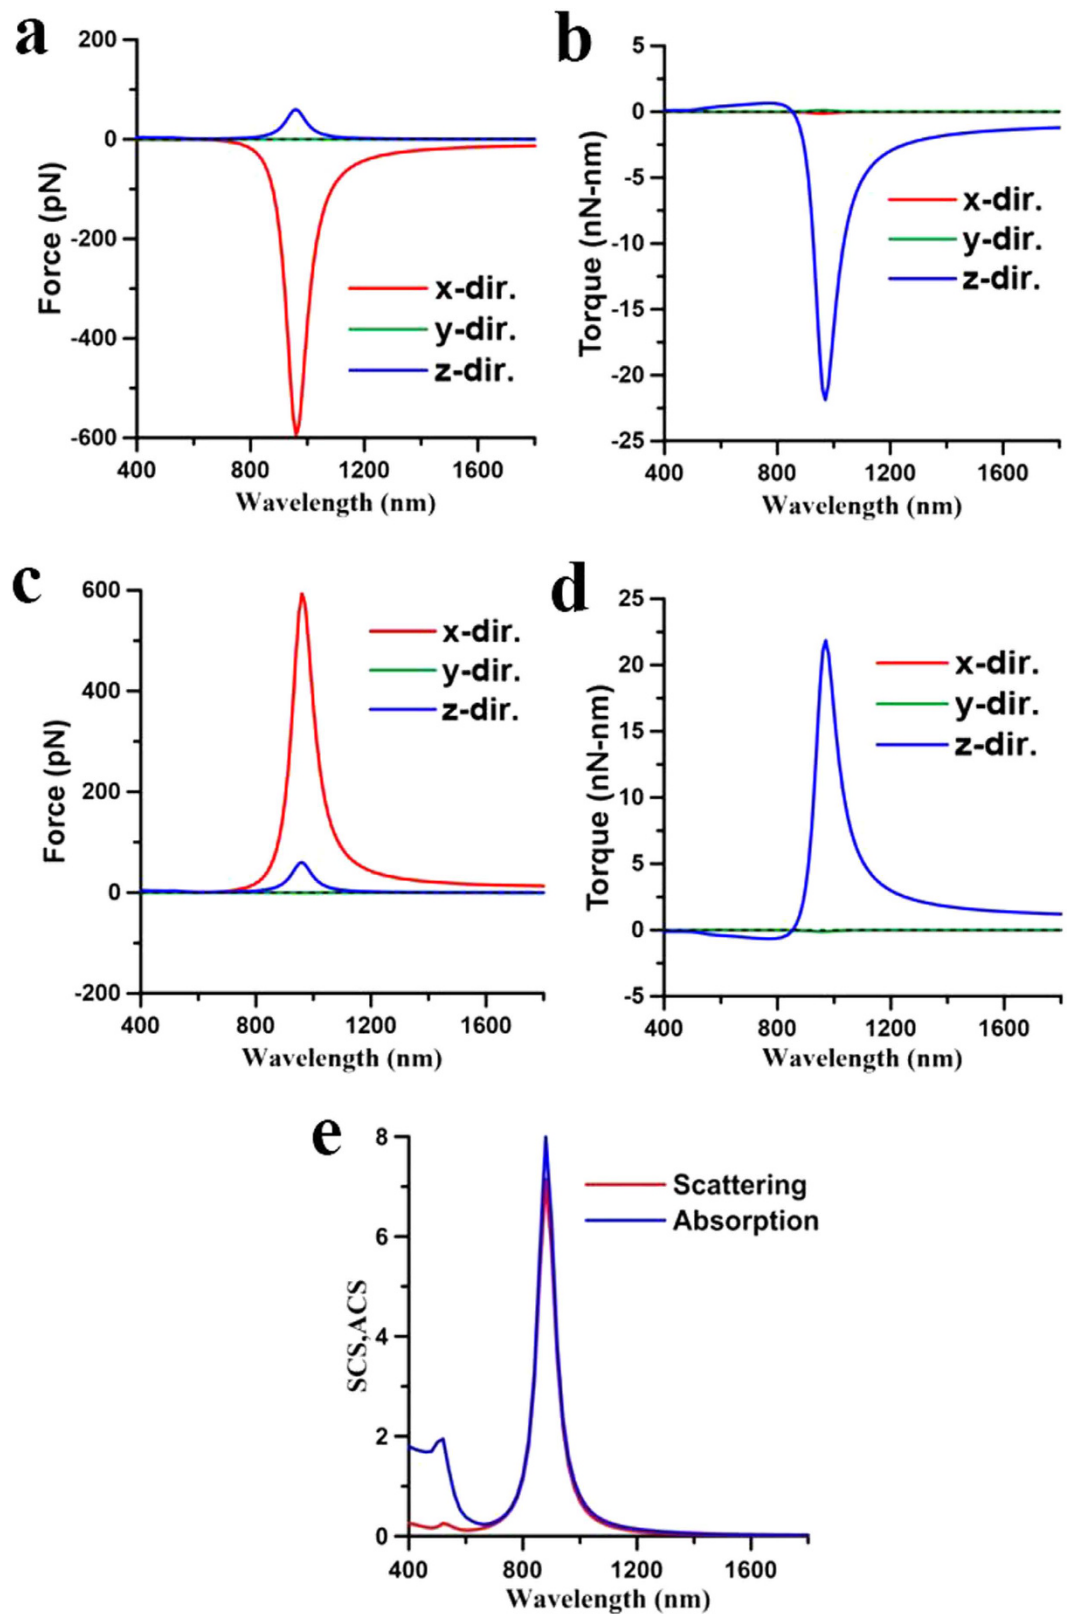 a
200
0
-200
-400
-600
Force (pN)
x-dir.
y-dir.
z-dir.
400 800 1200 1600
Wavelength (nm)
b
5
0
-5
-10
-15
-20
-25
Torque (nN-nm)
x-dir.
y-dir.
z-dir.
400 800 1200 1600
Wavelength (nm)
c
600
400
200
0
-200
Force (pN)
x-dir.
y-dir.
z-dir.
400 800 1200 1600
Wavelength (nm)
d
25
20
15
10
5
0
-5
Torque (nN-nm)
x-dir.
y-dir.
z-dir.
400 800 1200 1600
Wavelength (nm)
e
8
6
4
2
0
SCS,ACS
Scattering
Absorption
400 800 1200 1600
Wavelength (nm)